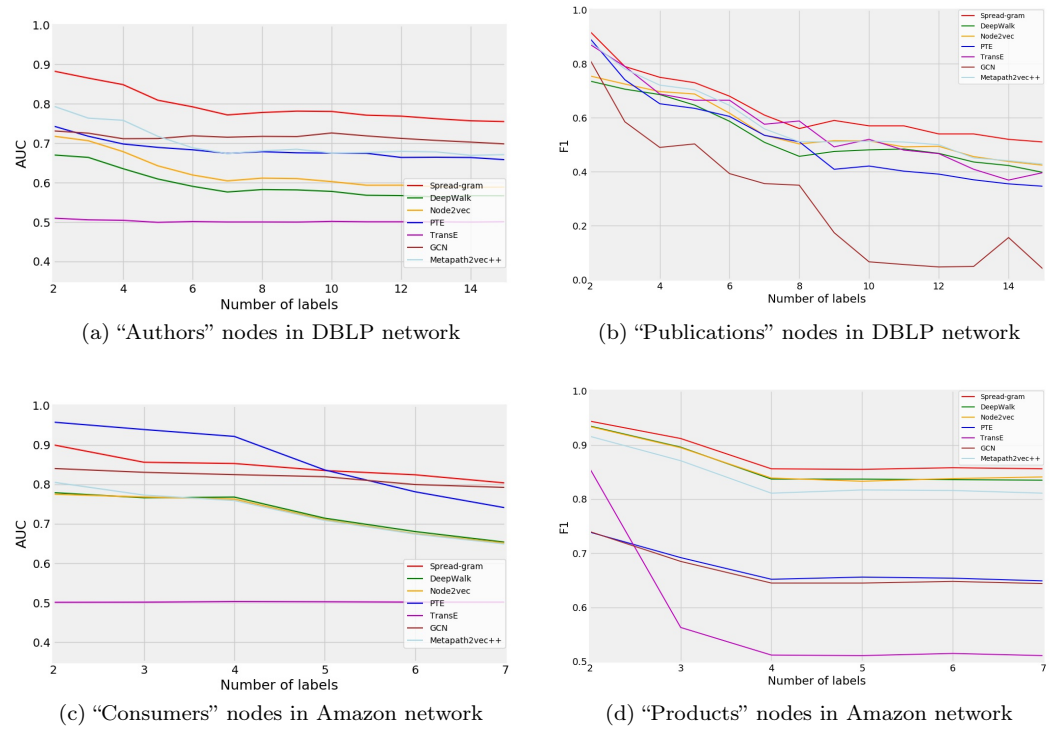 1.0
0.9
0.8
0.7
0.6
0.5
0.4
AUC
2 4 6 8 10 12 14
Number of labels
Spread-gram
DeepWalk
Node2vec
PTE
TransE
GCN
Metapath2vec++
(a) “Authors” nodes in DBLP network
1.0
0.8
0.6
0.4
0.2
0.0
F1
2 4 6 8 10 12 14
Number of labels
Spread-gram
DeepWalk
Node2vec
PTE
TransE
GCN
Metapath2vec++
(b) “Publications” nodes in DBLP network
1.0
0.9
0.8
0.7
0.6
0.5
0.4
AUC
2 3 4 5 6 7
Number of labels
Spread-gram
DeepWalk
Node2vec
PTE
TransE
GCN
Metapath2vec++
(c) “Consumers” nodes in Amazon network
1.0
0.9
0.8
0.7
0.6
0.5
F1
2 3 4 5 6 7
Number of labels
Spread-gram
DeepWalk
Node2vec
PTE
TransE
GCN
Metapath2vec++
(d) “Products” nodes in Amazon network